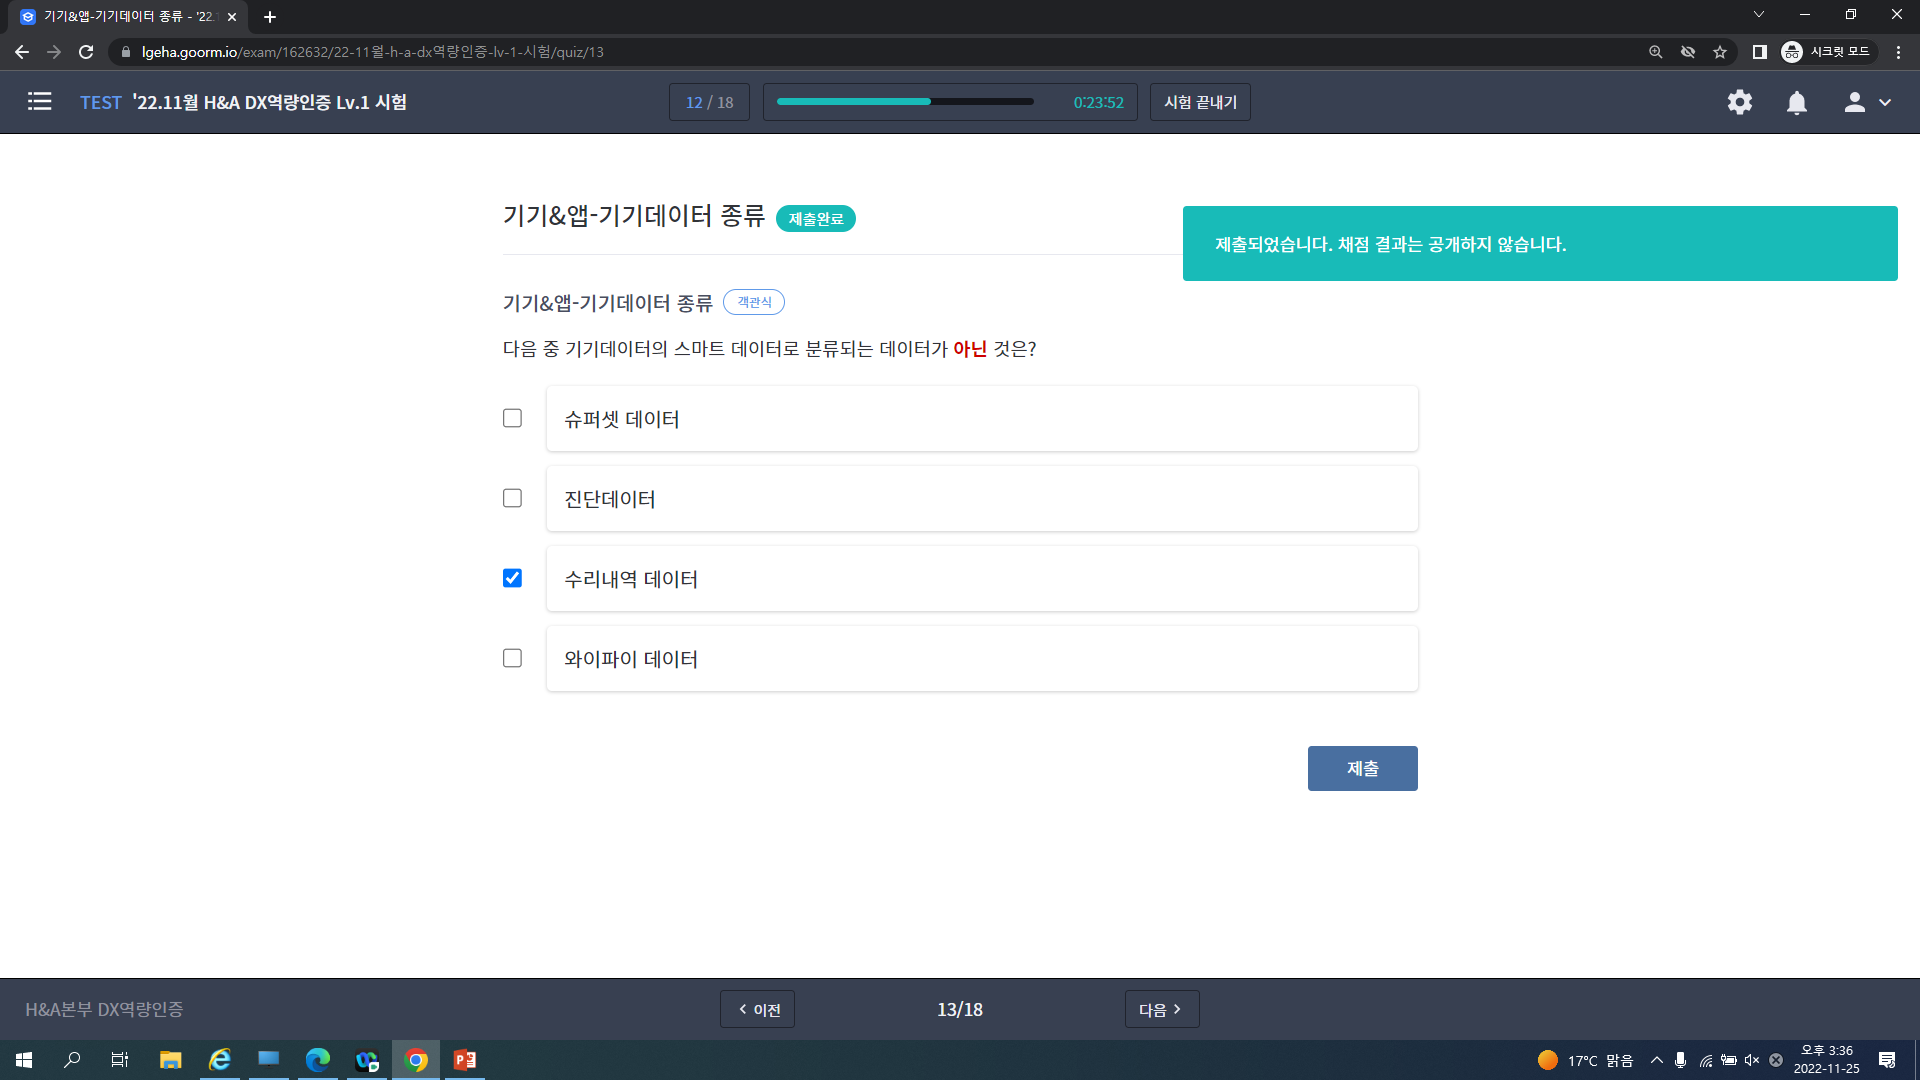 기기&앱-기기데이터 종류 - '22.1
lgeha.goorm.io/exam/162632/22-11월-h-a-dx역량인증-lv-1-시험/quiz/13
시크릿 모드
TEST '22.11월 H&A DX역량인증 Lv.1 시험
12 / 18
0:23:52
시험 끝내기
기기&앱-기기데이터 종류 제출완료
제출되었습니다. 채점 결과는 공개하지 않습니다.
기기&앱-기기데이터 종류 객관식
다음 중 기기데이터의 스마트 데이터로 분류되는 데이터가 아닌 것은?
슈퍼셋 데이터
진단데이터
수리내역 데이터
와이파이 데이터
제출
H&A본부 DX역량인증
이전
13/18
다음
17°C 맑음
오후 3:36
2022-11-25